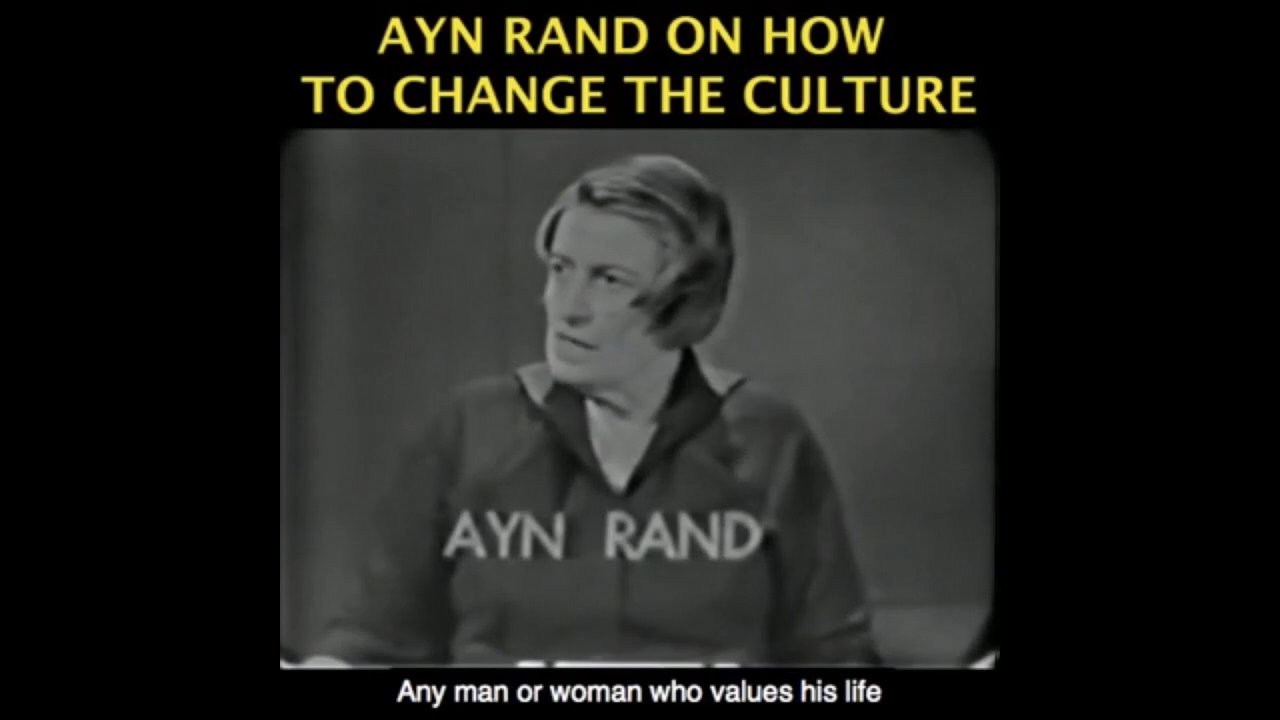 AYN RAND ON HOW
TO CHANGE THE CULTURE
AYN RAND
Any man or woman who values his life